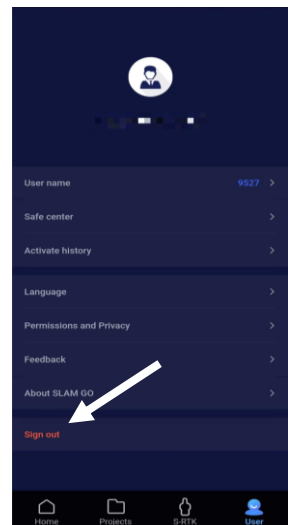 User name 9527
Safe center
Activate history
Language
Permissions and Privacy
Feedback
About SLAM GO
Sign out
Home Projects S-RTK User